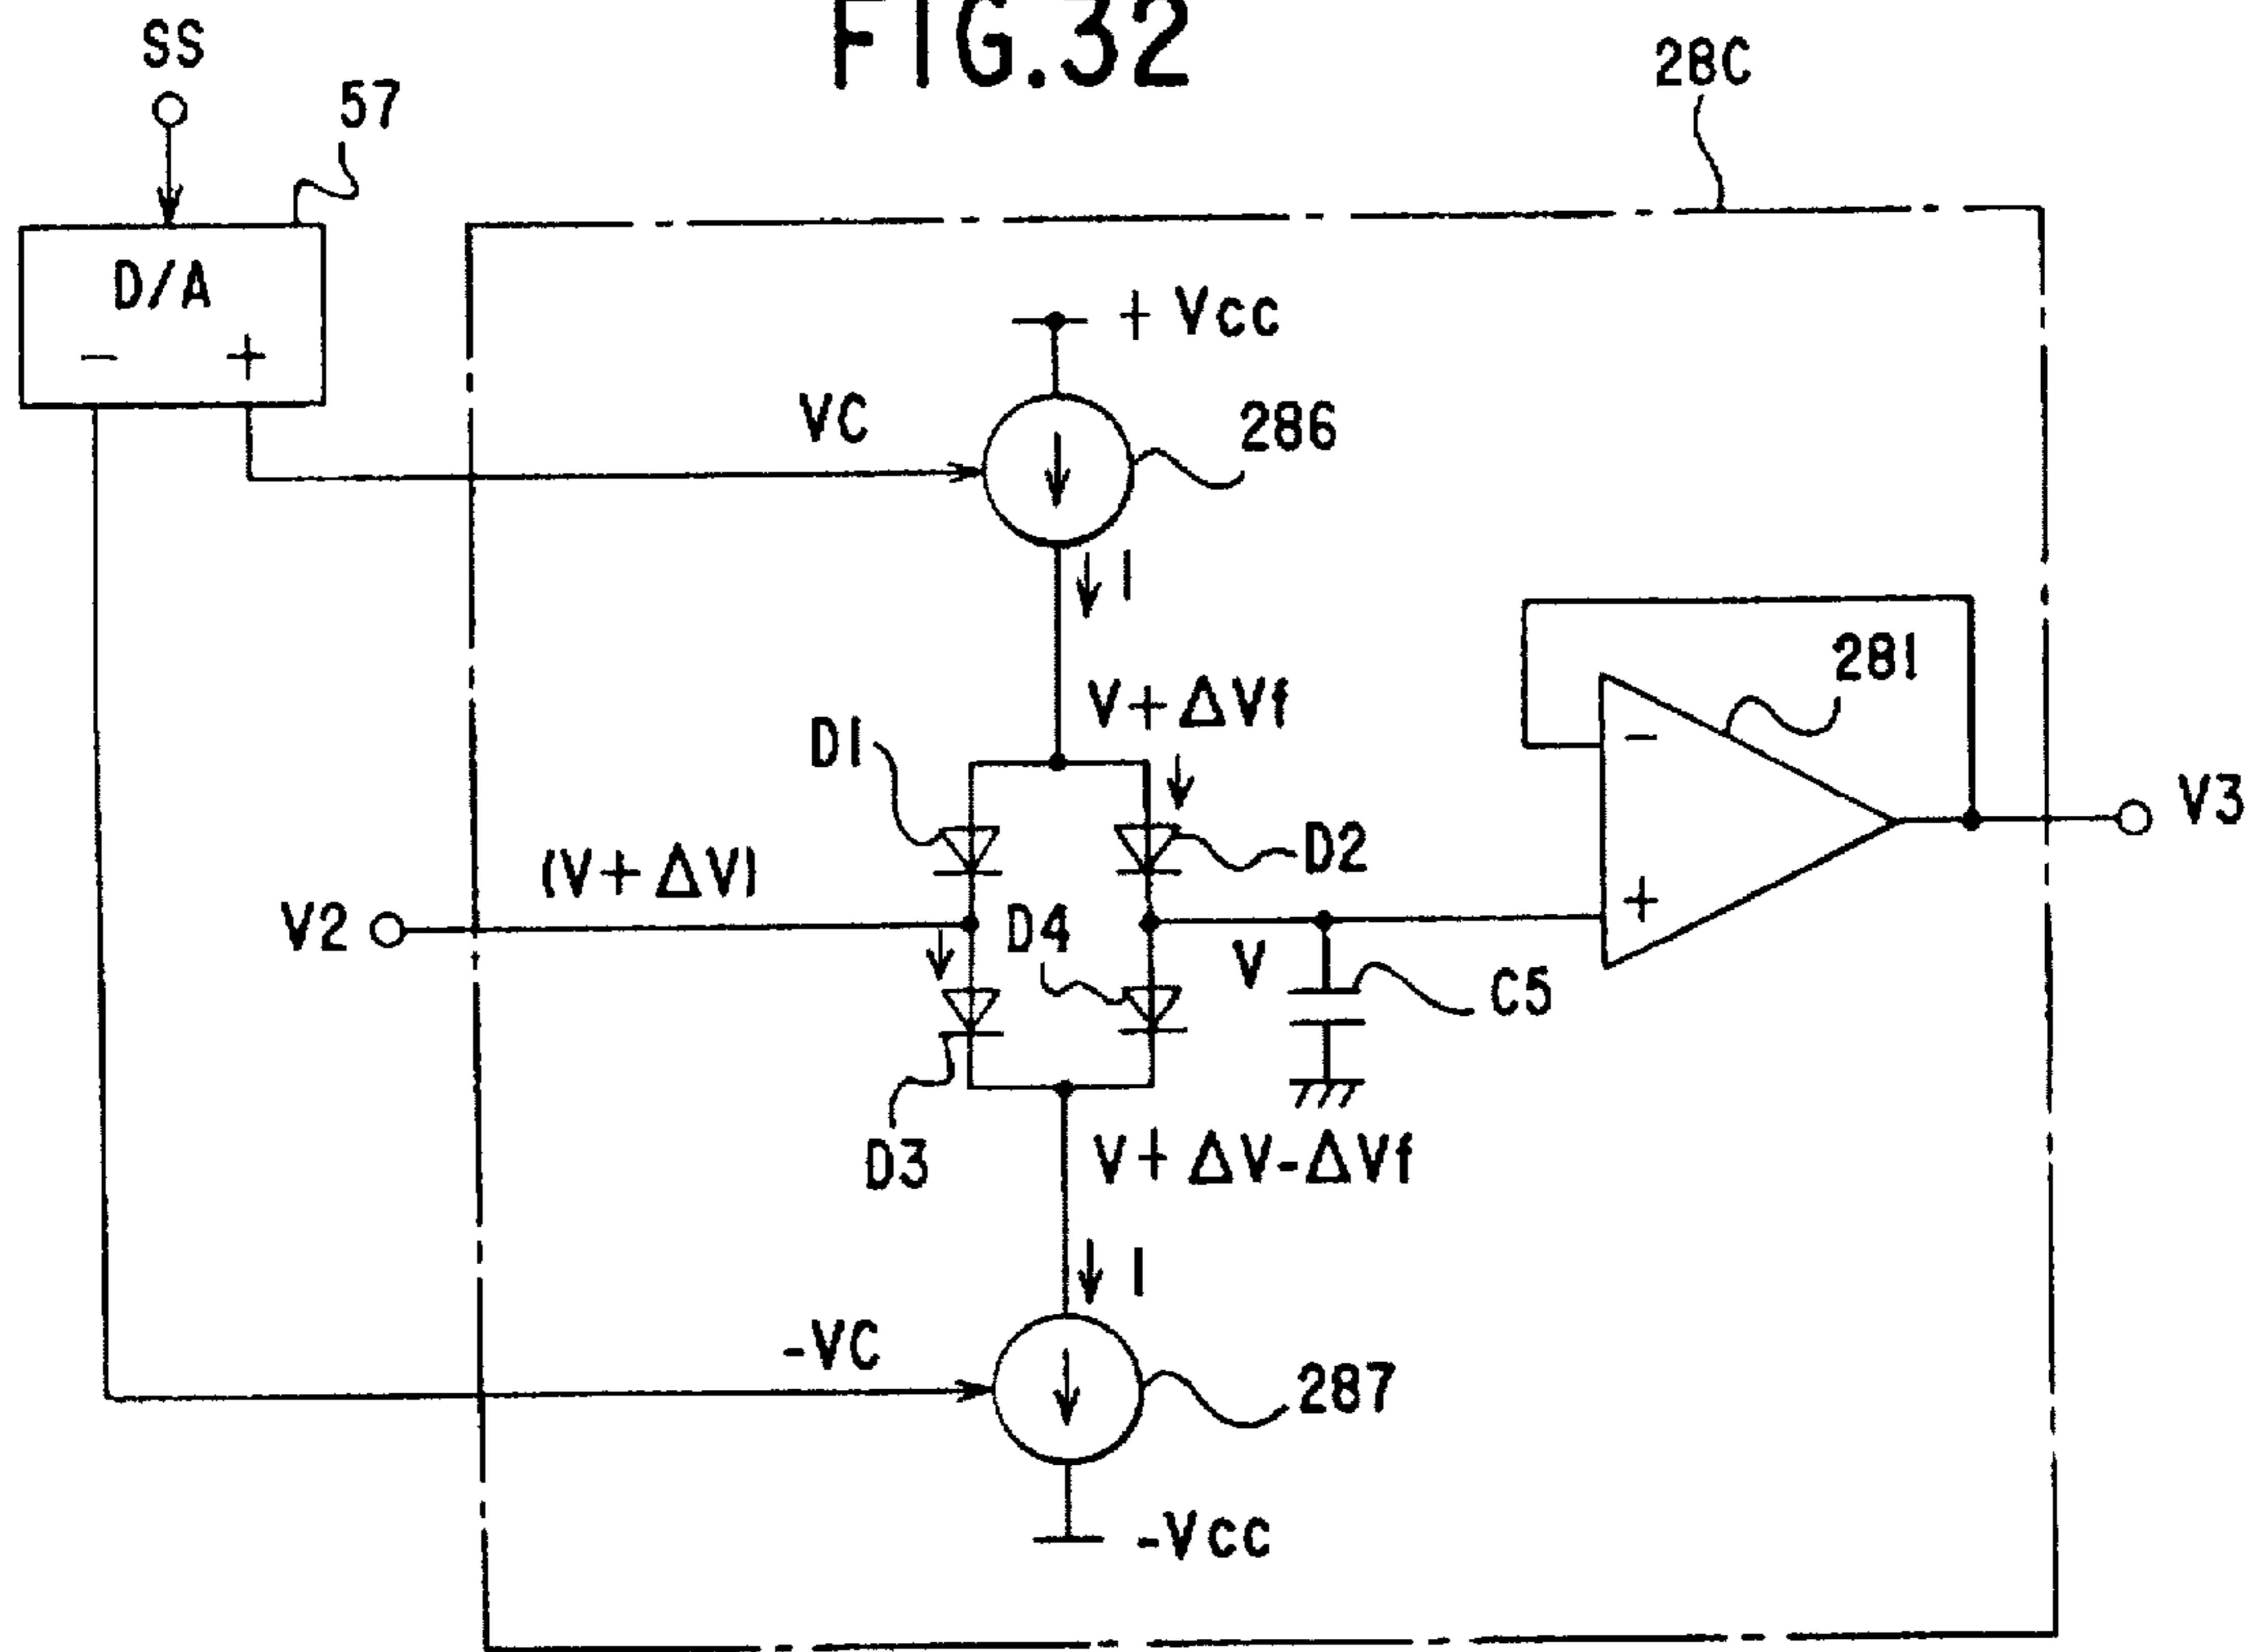 FIG.32
SS
57
28C
D/A
- +
+ Vcc
VC
286
I
V+ΔVf
281
D1
-
V3
D2
(V+ΔV)
V2
D4
+
V
C5
D3
V+ΔV-ΔVf
I
-VC
287
-Vcc